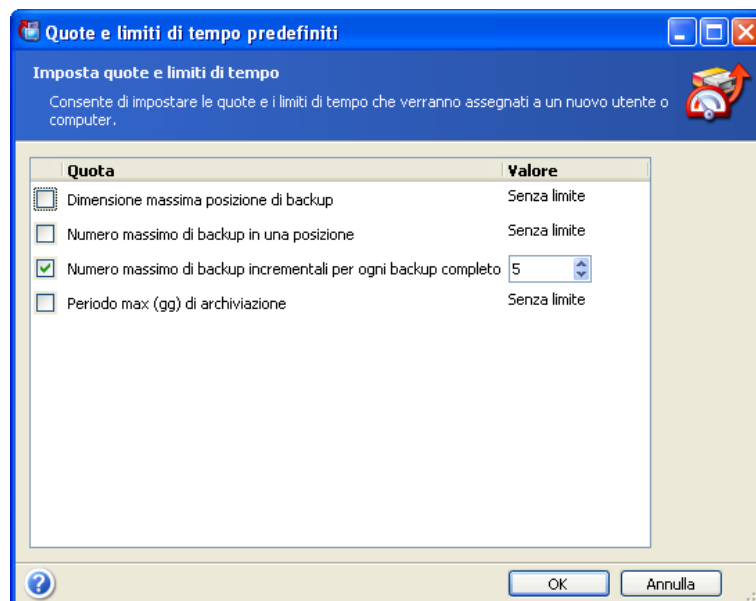 Quote e limiti di tempo predefiniti
Imposta quote e limiti di tempo
Consente di impostare le quote e i limiti di tempo che verranno assegnati a un nuovo utente o
computer.
Quota Valore
Dimensione massima posizione di backup Senza limite
Numero massimo di backup in una posizione Senza limite
Numero massimo di backup incrementali per ogni backup completo 5
Periodo max (gg) di archiviazione Senza limite
OK Annulla